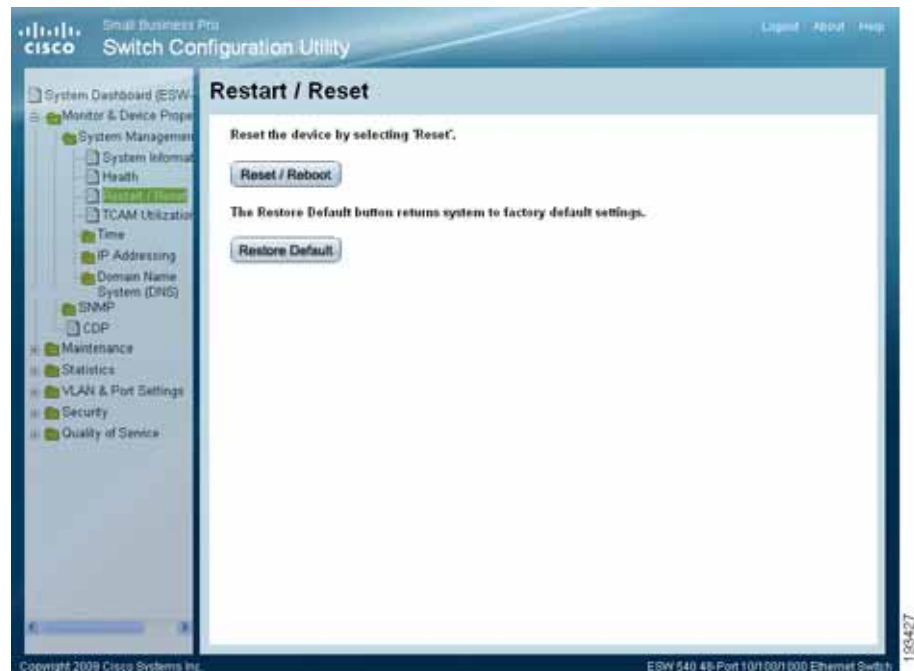 Small Business Pro
CISCO Switch Configuration Utility
Logout About Help
System Dashboard (ESW-
Monitor & Device Prope
System Managemen
System Informat
Health
Restart / Reset
TCAM Utilization
Time
IP Addressing
Domain Name
System (DNS)
SNMP
CDP
Maintenance
Statistics
VLAN & Port Settings
Security
Quality of Service
Restart / Reset
Reset the device by selecting 'Reset'.
Reset / Reboot
The Restore Default button returns system to factory default settings.
Restore Default
Copyright 2009 Cisco Systems Inc.
ESW 540 48-Port 10/100/1000 Ethernet Switch
193427